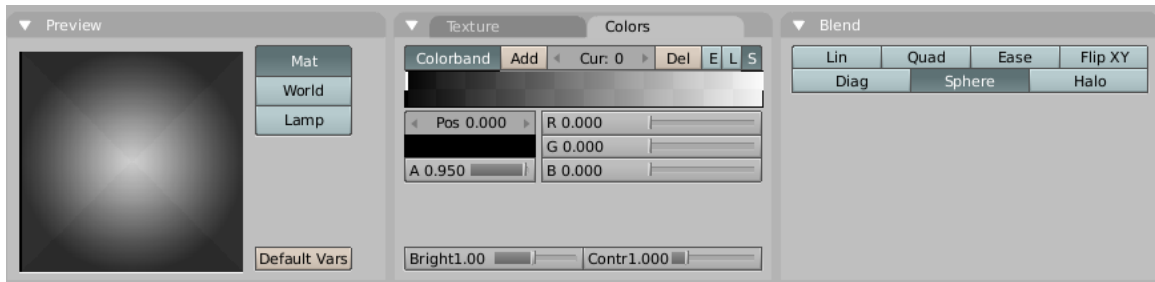 Preview Texture Colors Blend
Mat Colorband Add Cur: 0 Del E L S Lin Quad Ease Flip XY
World Diag Sphere Halo
Lamp Pos 0.000 R 0.000
G 0.000
A 0.950 B 0.000
Default Vars Bright1.00 Contr1.000